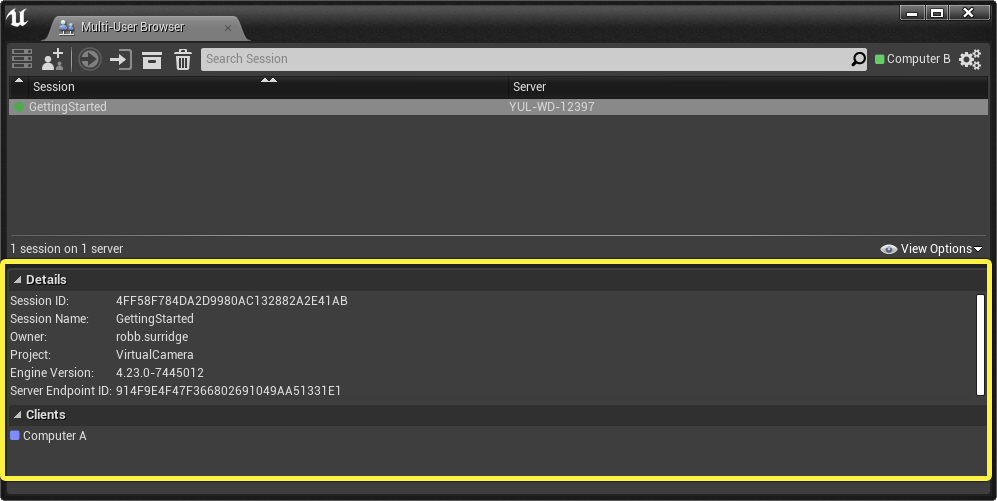 Multi-User Browser
Search Session
Computer B
Session Server
GettingStarted YUL-WD-12397
1 session on 1 server View Options
Details
Session ID: 4FF58F784DA2D9980AC132882A2E41AB
Session Name: GettingStarted
Owner: robb.surridge
Project: VirtualCamera
Engine Version: 4.23.0-7445012
Server Endpoint ID: 914F9E4F47F366802691049AA51331E1
Clients
Computer A